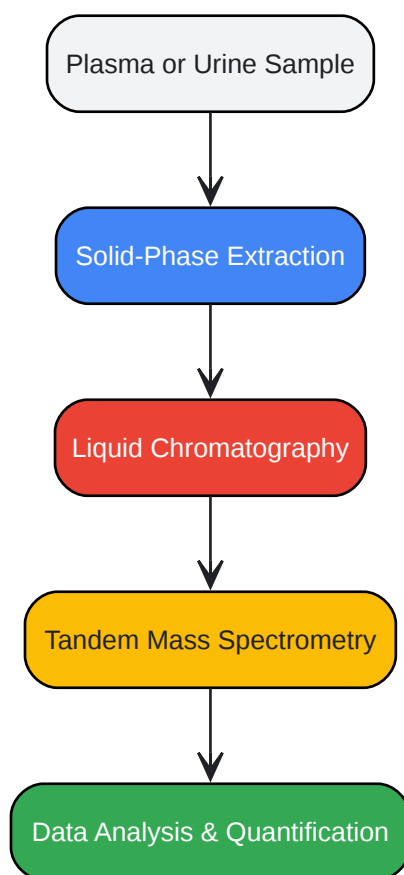 Plasma or Urine Sample
Solid-Phase Extraction
Liquid Chromatography
Tandem Mass Spectrometry
Data Analysis & Quantification